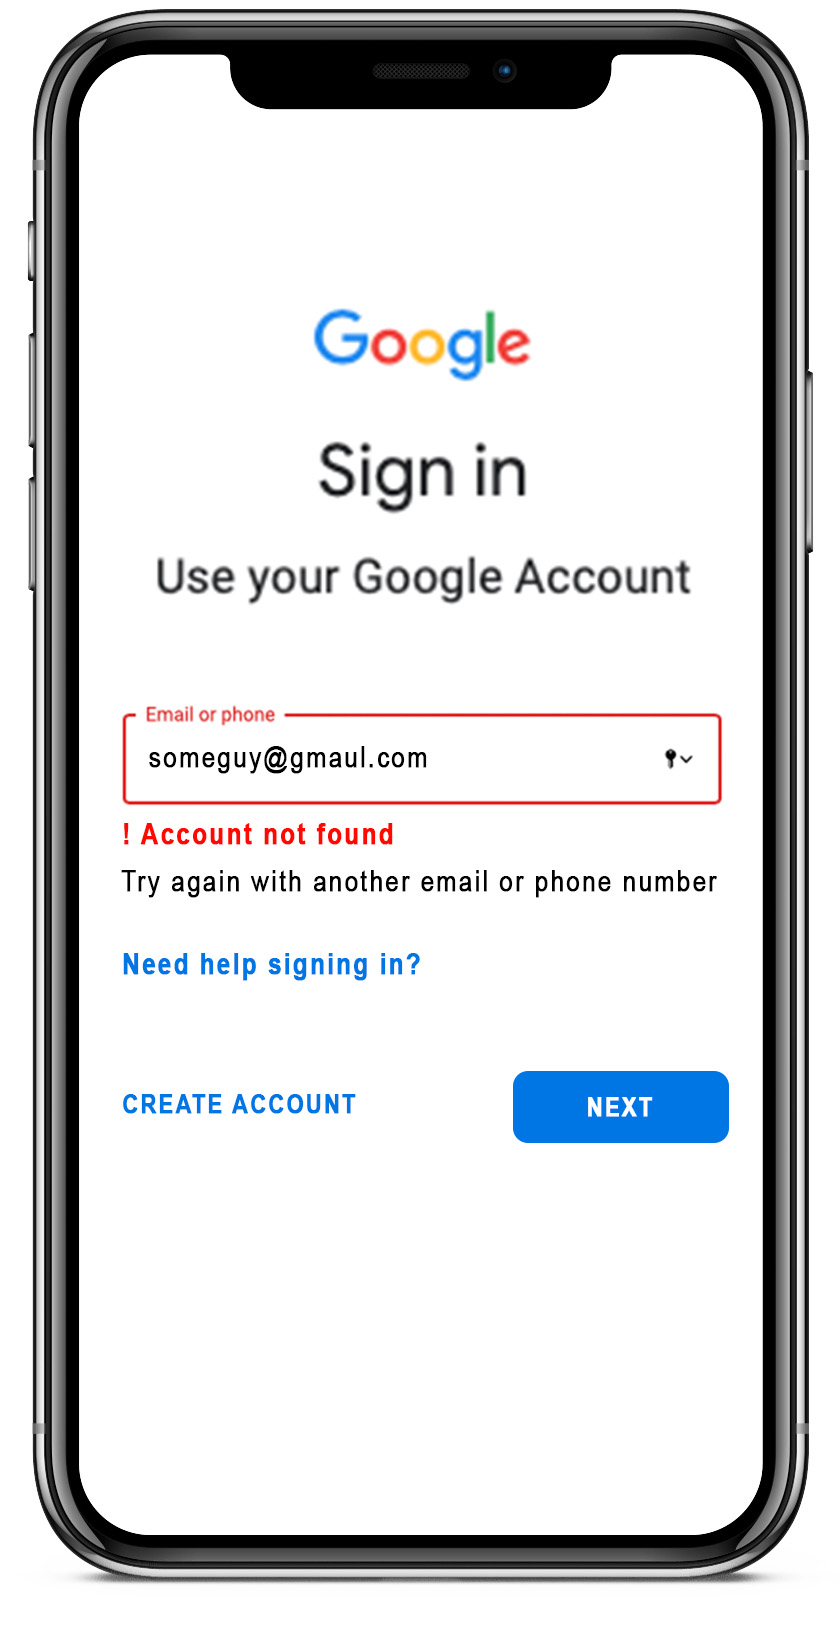 Google
Sign in
Use your Google Account
Email or phone
someguy@gmaul.com
! Account not found
Try again with another email or phone number
Need help signing in?
CREATE ACCOUNT
NEXT